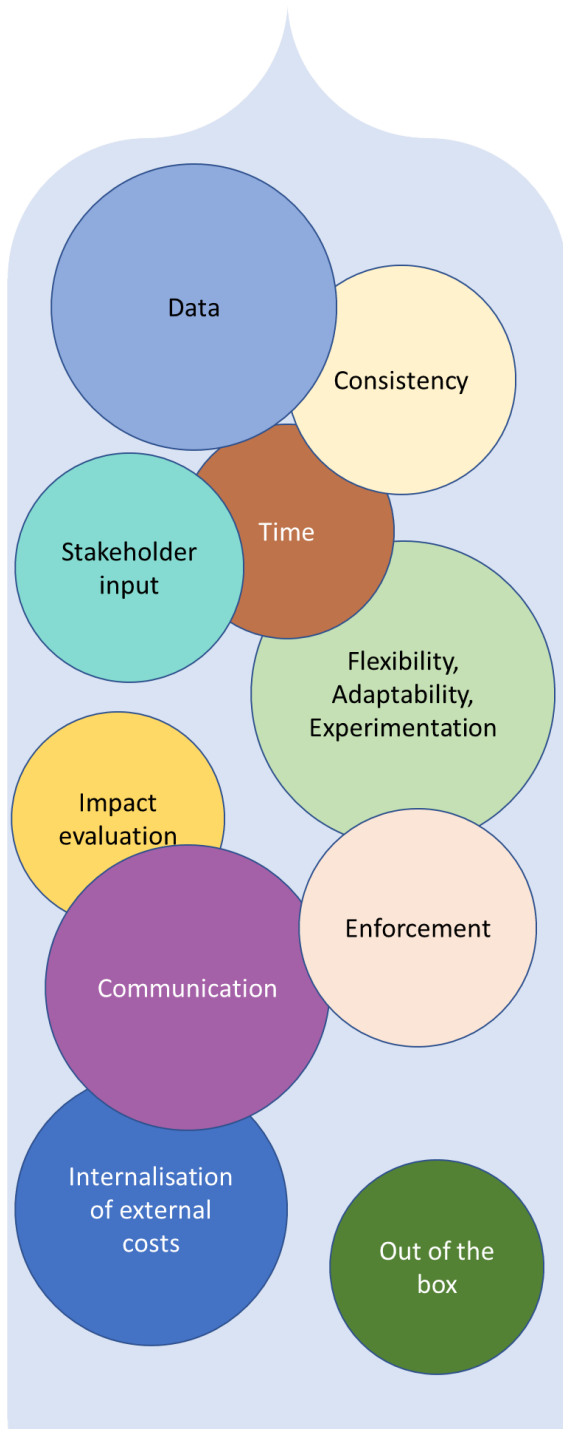 Data
Consistency
Time
Stakeholder
input
Flexibility,
Adaptability,
Experimentation
Impact
evaluation
Enforcement
Communication
Internalisation
of external
costs
Out of the
box